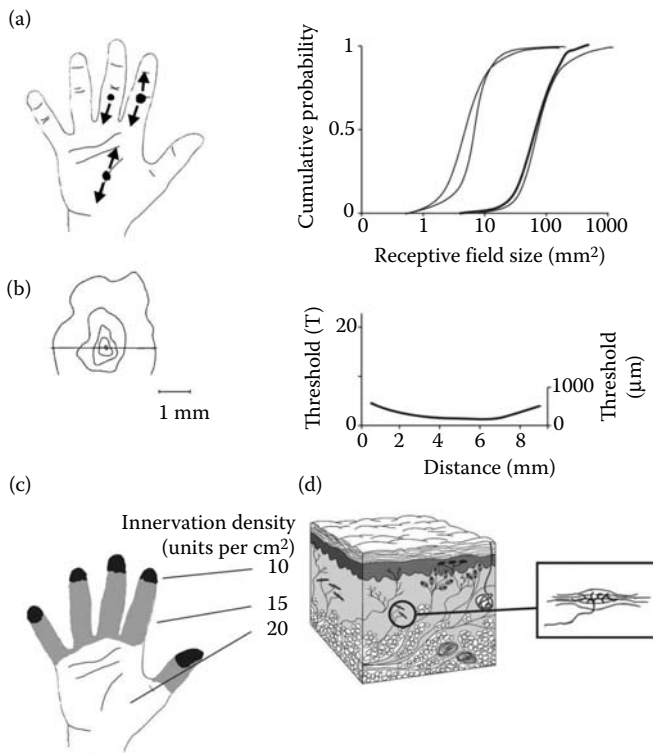 (a)
Cumulative probability
1
0.5
0
0 1 10 100 1000
Receptive field size (mm²)
(b)
1 mm
Threshold (T)
20
0
2 4 6 8
Distance (mm)
1000
0
Threshold
(μm)
(c)
Innervation density
(units per cm²)
10
15
20
(d)